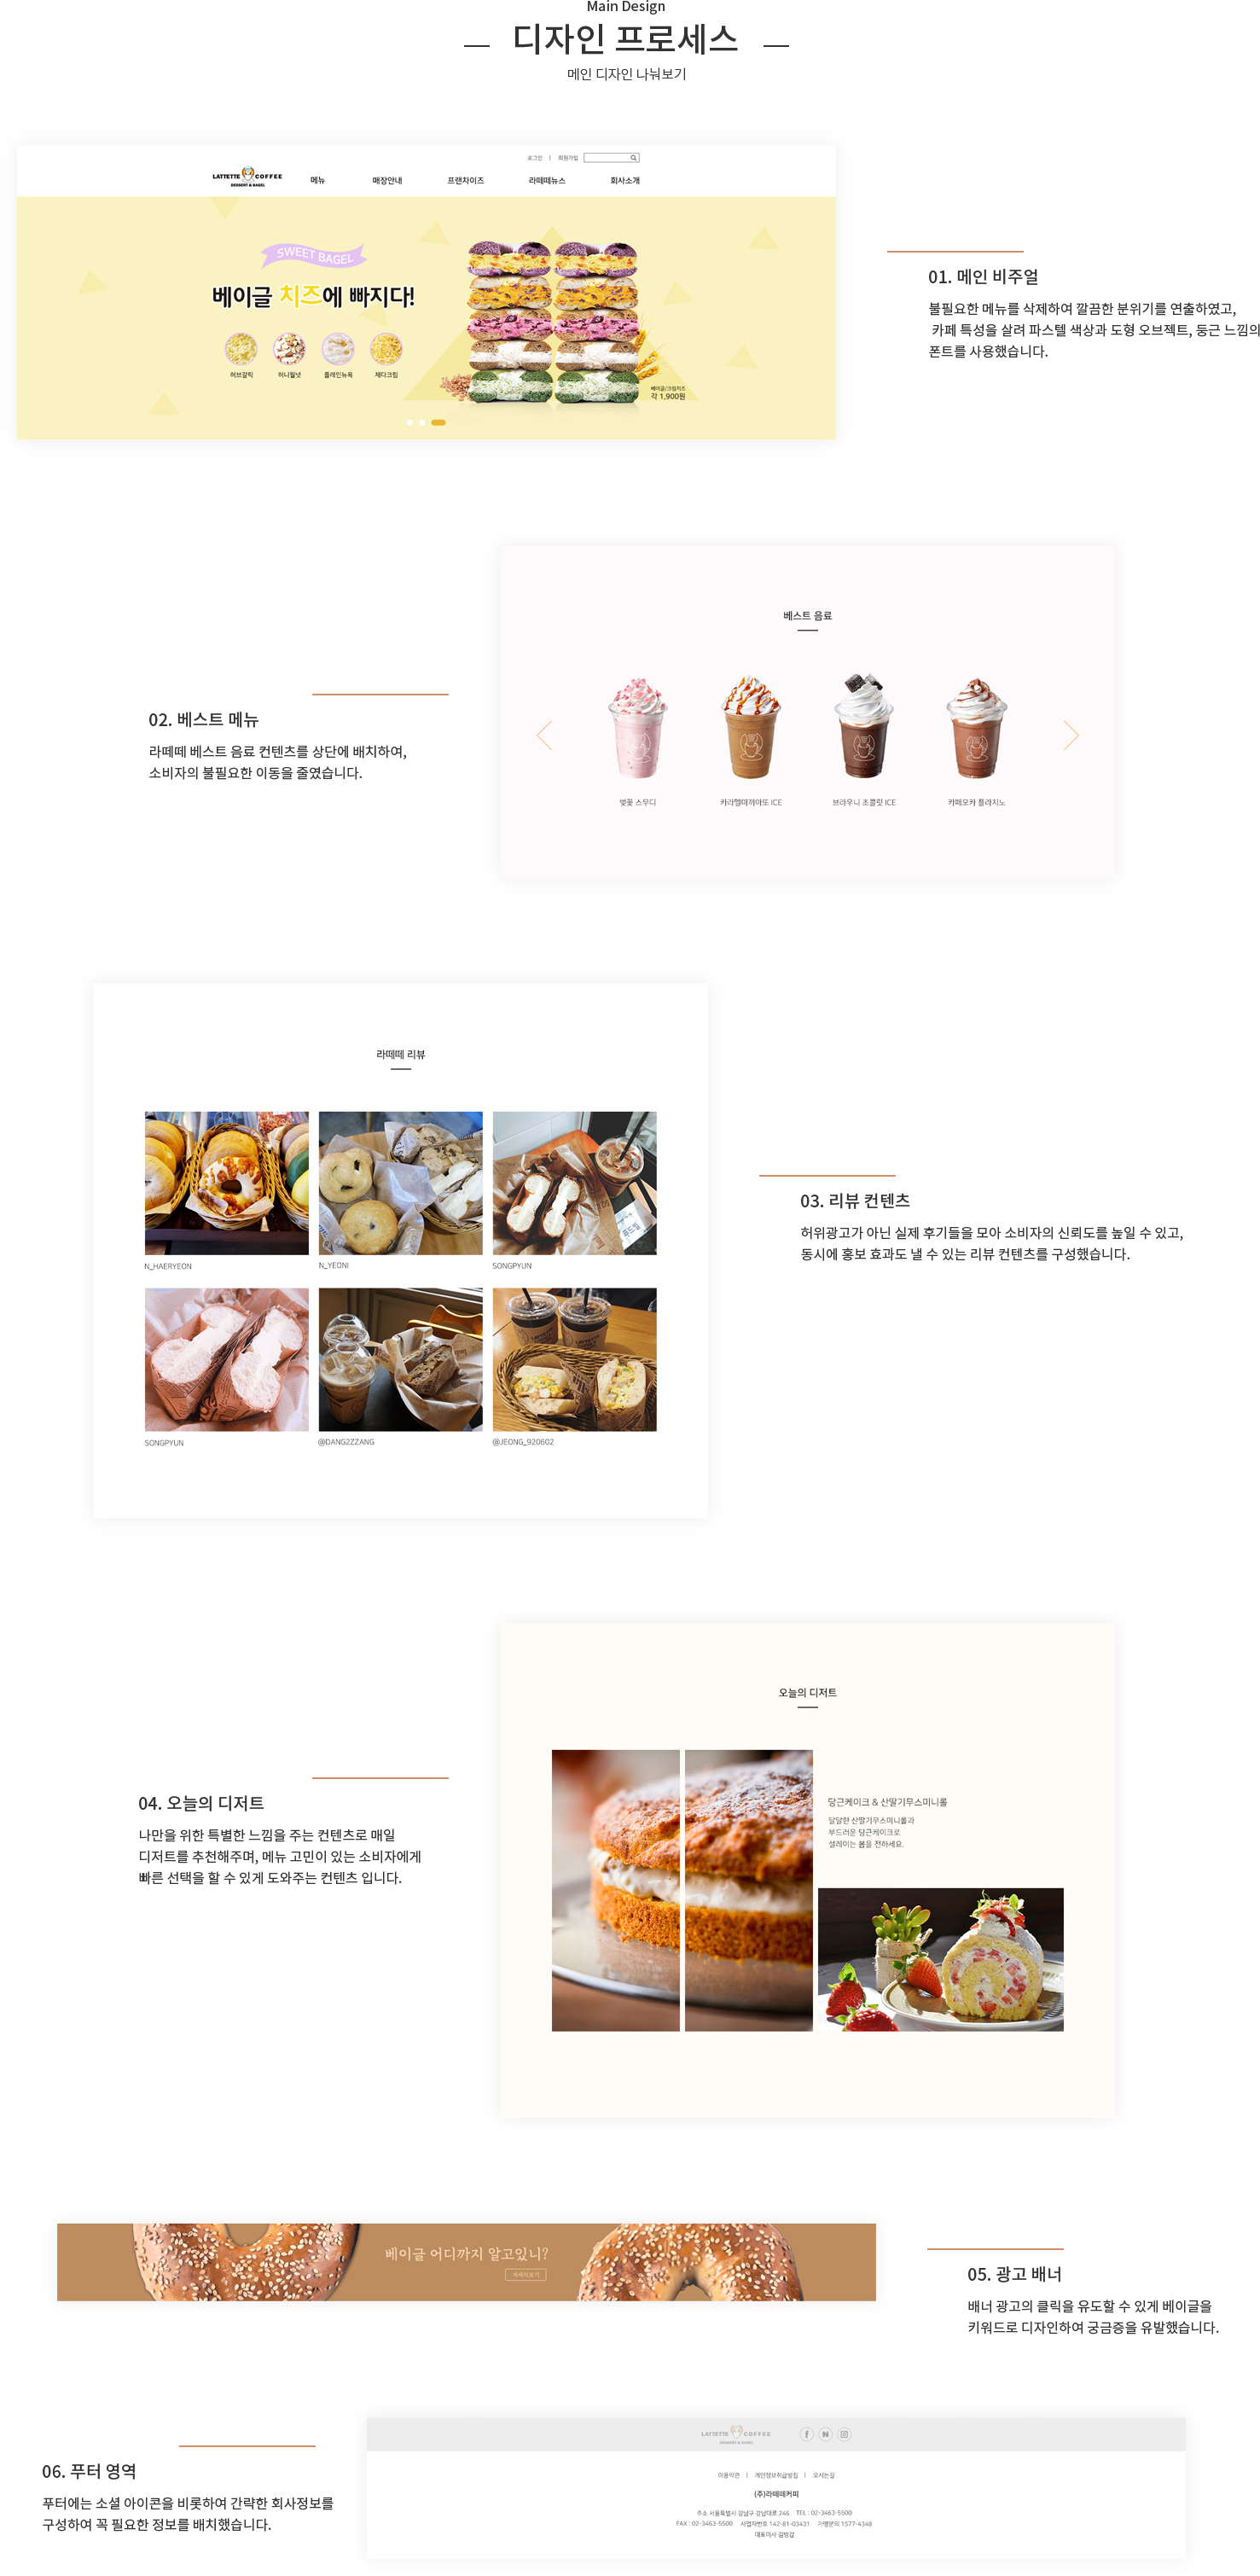 Main Design
디자인 프로세스
메인 디자인 나눠보기
로그인 | 회원가입
LATTETTE COFFEE
DESSERT & BAGEL
메뉴 매장안내 프랜차이즈 라떼떼뉴스 회사소개
SWEET BAGEL
베이글 치즈에 빠지다!
허브갈릭 허니월넛 플레인뉴욕 체다크림
베이글/크림치즈
각 1,900원
01. 메인 비주얼
불필요한 메뉴를 삭제하여 깔끔한 분위기를 연출하였고,
카페 특성을 살려 파스텔 색상과 도형 오브젝트, 둥근 느낌의
폰트를 사용했습니다.
베스트 음료
벚꽃 스무디 카라멜마끼아또 ICE 브라우니 초콜릿 ICE 카페모카 플라치노
02. 베스트 메뉴
라떼떼 베스트 음료 컨텐츠를 상단에 배치하여,
소비자의 불필요한 이동을 줄였습니다.
라떼떼 리뷰
N_HAERYEON N_YEONI SONGPYUN
SONGPYUN @DANG2ZZANG @JEONG_920602
03. 리뷰 컨텐츠
허위광고가 아닌 실제 후기들을 모아 소비자의 신뢰도를 높일 수 있고,
동시에 홍보 효과도 낼 수 있는 리뷰 컨텐츠를 구성했습니다.
오늘의 디저트
당근케이크 & 산딸기무스미니롤
달달한 산딸기무스미니롤과
부드러운 당근케이크로
설레이는 봄을 전하세요.
04. 오늘의 디저트
나만을 위한 특별한 느낌을 주는 컨텐츠로 매일
디저트를 추천해주며, 메뉴 고민이 있는 소비자에게
빠른 선택을 할 수 있게 도와주는 컨텐츠 입니다.
베이글 어디까지 알고있니?
자세히보기
05. 광고 배너
배너 광고의 클릭을 유도할 수 있게 베이글을
키워드로 디자인하여 궁금증을 유발했습니다.
LATTETTE COFFEE
DESSERT & BAGEL
이용약관 | 개인정보취급방침 | 오시는길
(주)라떼떼커피
주소 서울특별시 강남구 강남대로 246 TEL : 02-3463-5500
FAX : 02-3463-5500 사업자번호 142-81-03431 가맹문의 1577-4348
대표이사 김빙갑
06. 푸터 영역
푸터에는 소셜 아이콘을 비롯하여 간략한 회사정보를
구성하여 꼭 필요한 정보를 배치했습니다.